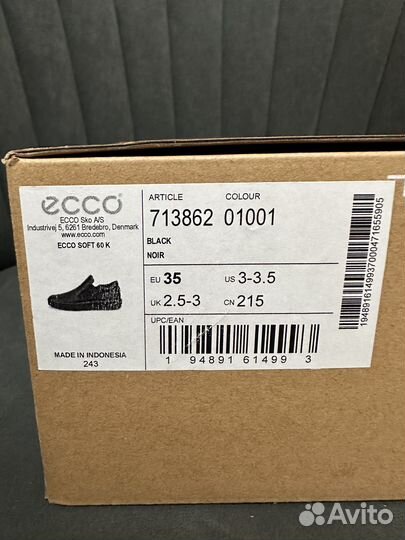 ecco
ECCO Sko A/S
Industrivej 5, 6261 Bredebro, Denmark
www.ecco.com
ECCO SOFT 60 K
MADE IN INDONESIA
243
ARTICLE COLOUR
713862 01001
BLACK
NOIR
EU 35 US 3-3.5
UK 2.5-3 CN 215
UPC/EAN
1 94891 61499 3
1948916149937000471655905
Avito